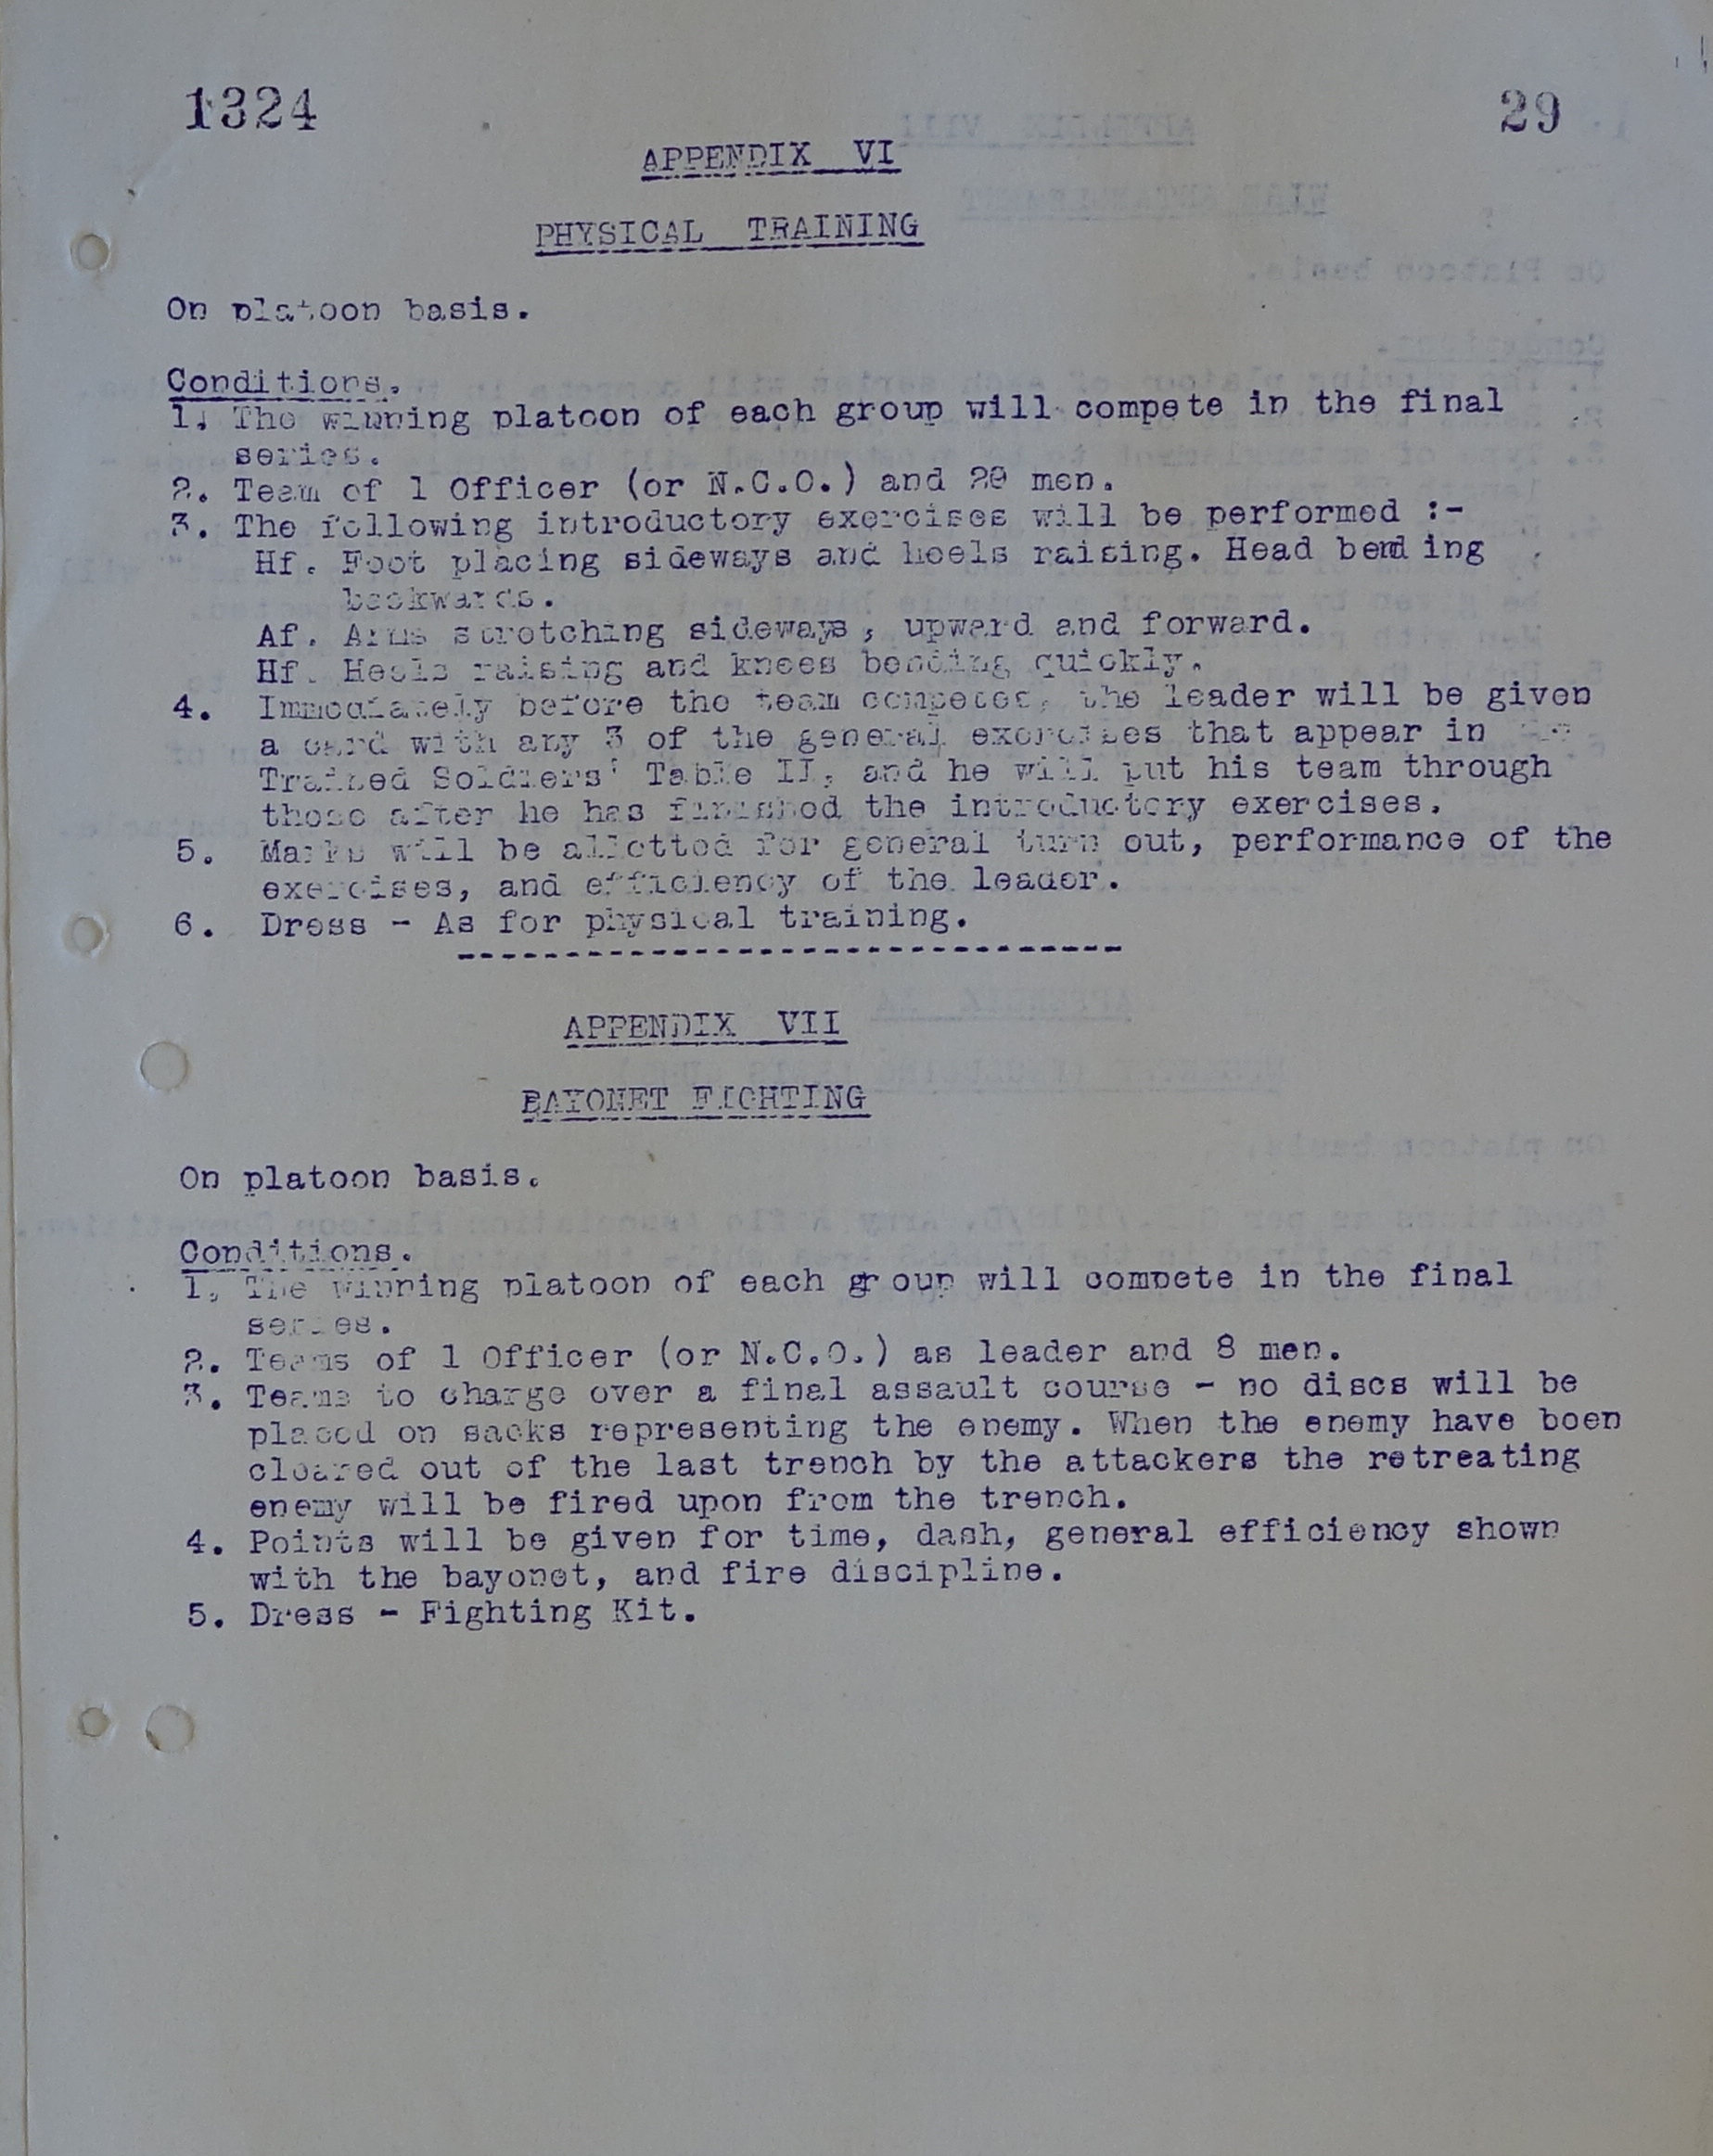 1324
29
APPENDIX VI
PHYSICAL TRAINING
On platoon basis.
Conditions.
1. The winning platoon of each group will compete in the final
series.
2. Team of 1 Officer (or N.C.O.) and 29 men.
3. The following introductory exercises will be performed :-
Hf. Foot placing sideways and heels raising. Head bending
backwards.
Af. Arms stretching sideways, upward and forward.
Hf. Heels raising and knees bending quickly.
4. Immediately before the team competes, the leader will be given
a card with any 3 of the general exercises that appear in
Trained Soldiers' Table II, and he will put his team through
those after he has finished the introductory exercises.
5. Marks will be allotted for general turn out, performance of the
exercises, and efficiency of the leader.
6. Dress - As for physical training.
APPENDIX VII
BAYONET FIGHTING
On platoon basis.
Conditions.
1. The winning platoon of each group will compete in the final
series.
2. Teams of 1 Officer (or N.C.O.) as leader and 8 men.
3. Teams to charge over a final assault course - no discs will be
placed on sacks representing the enemy. When the enemy have been
cleared out of the last trench by the attackers the retreating
enemy will be fired upon from the trench.
4. Points will be given for time, dash, general efficiency shown
with the bayonet, and fire discipline.
5. Dress - Fighting Kit.